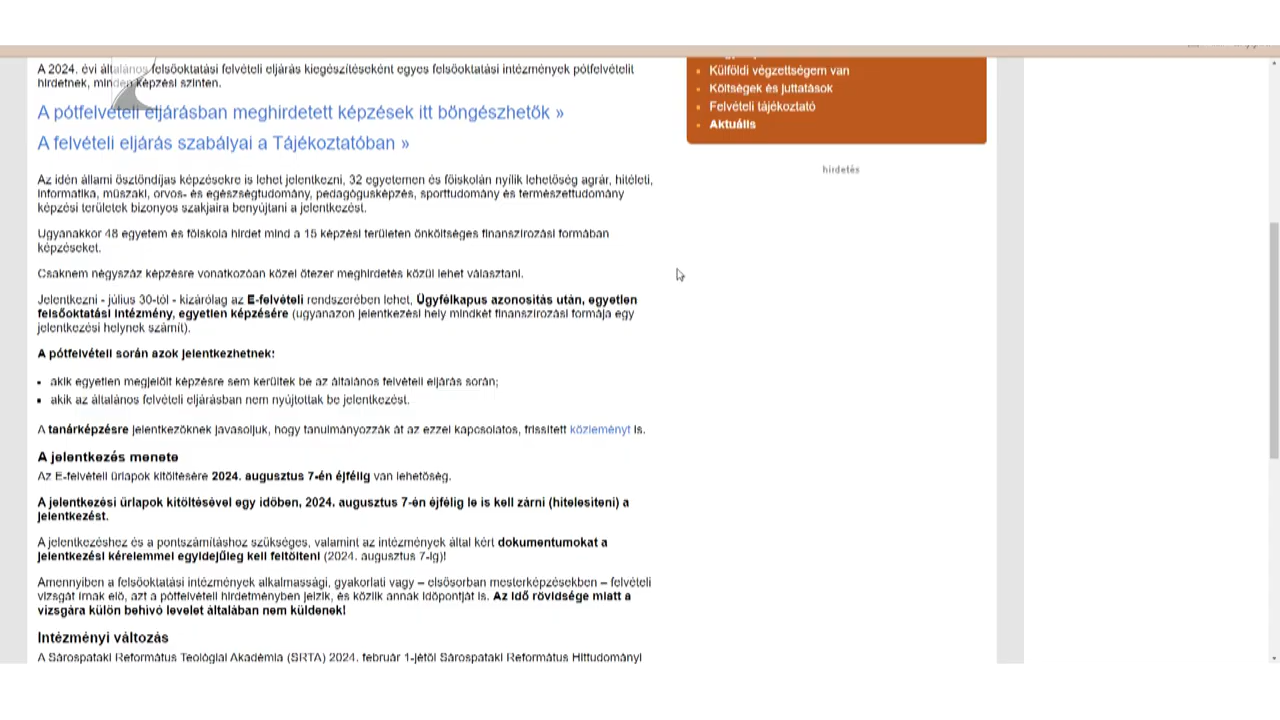 A 2024. évi általános felsőoktatási felvételi eljárás kiegészítéseként egyes felsőoktatási intézmények pótfelvételit
hirdetnek, minden képzési szinten.
A pótfelvételi eljárásban meghirdetett képzések itt böngészhetők »
A felvételi eljárás szabályai a Tájékoztatóban »
Az idén állami ösztöndíjas képzésekre is lehet jelentkezni, 32 egyetemen és főiskolán nyílik lehetőség agrár, hitéleti,
informatika, műszaki, orvos- és egészségtudomány, pedagógusképzés, sporttudomány és természettudomány
képzési területek bizonyos szakjaira benyújtani a jelentkezést.
Ugyanakkor 48 egyetem és főiskola hirdet mind a 15 képzési területen önköltséges finanszírozási formában
képzéseket.
Csaknem négyszáz képzésre vonatkozóan közel ötezer meghirdetés közül lehet választani.
Jelentkezni - július 30-tól - kizárólag az E-felvételi rendszerében lehet, Ügyfélkapus azonosítás után, egyetlen
felsőoktatási intézmény, egyetlen képzésére (ugyanazon jelentkezési hely mindkét finanszírozási formája egy
jelentkezési helynek számít).
A pótfelvételi során azok jelentkezhetnek:
▪ akik egyetlen megjelölt képzésre sem kerültek be az általános felvételi eljárás során;
▪ akik az általános felvételi eljárásban nem nyújtottak be jelentkezést.
A tanárképzésre jelentkezőknek javasoljuk, hogy tanulmányozzák át az ezzel kapcsolatos, frissített közleményt is.
A jelentkezés menete
Az E-felvételi űrlapok kitöltésére 2024. augusztus 7-én éjfélig van lehetőség.
A jelentkezési űrlapok kitöltésével egy időben, 2024. augusztus 7-én éjfélig le is kell zárni (hitelesíteni) a
jelentkezést.
A jelentkezéshez és a pontszámításhoz szükséges, valamint az intézmények által kért dokumentumokat a
jelentkezési kérelemmel egyidejűleg kell feltölteni (2024. augusztus 7-ig)!
Amennyiben a felsőoktatási intézmények alkalmassági, gyakorlati vagy – elsősorban mesterképzésekben – felvételi
vizsgát írnak elő, azt a pótfelvételi hirdetményben jelzik, és közlik annak időpontját is. Az idő rövidsége miatt a
vizsgára külön behívó levelet általában nem küldenek!
Intézményi változás
A Sárospataki Református Teológiai Akadémia (SRTA) 2024. február 1-jétől Sárospataki Református Hittudományi
▪ Külföldi végzettségem van
▪ Költségek és juttatások
▪ Felvételi tájékoztató
▪ Aktuális
hirdetés